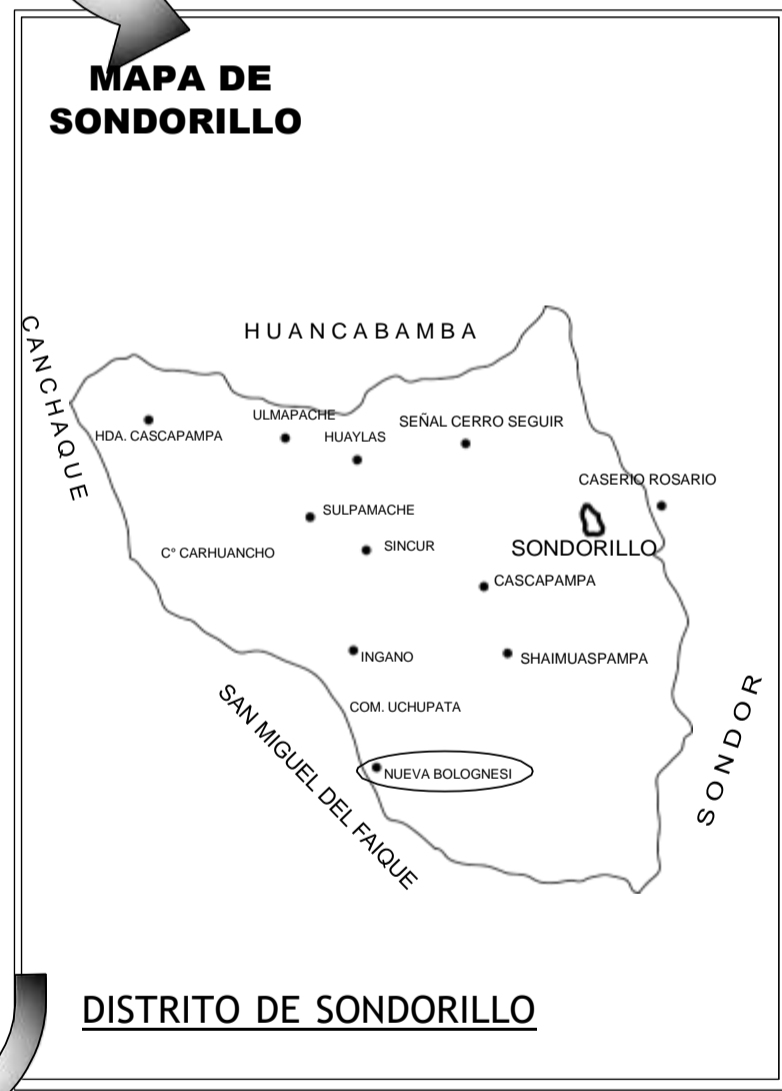 MAPA DE
SONDORILLO
HUANCABAMBA
CANCHAQUE
ULMAPACHE
SEÑAL CERRO SEGUIR
HDA. CASCAPAMPA
HUAYLAS
CASERIO ROSARIO
SULPAMACHE
C° CARHUANCHO
SINCUR
SONDORILLO
CASCAPAMPA
INGANO
SHAIMUASPAMPA
COM. UCHUPATA
SAN MIGUEL DEL FAIQUE
SONDOR
NUEVA BOLOGNESI
DISTRITO DE SONDORILLO